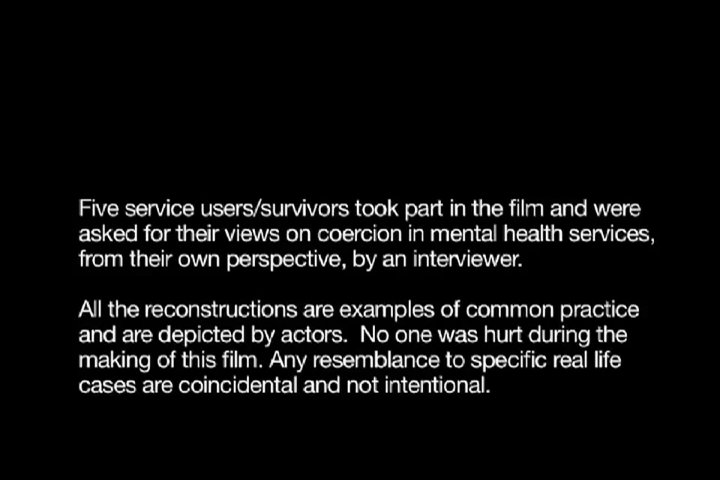 Five service users/survivors took part in the film and were
asked for their views on coercion in mental health services,
from their own perspective, by an interviewer.
All the reconstructions are examples of common practice
and are depicted by actors.  No one was hurt during the
making of this film. Any resemblance to specific real life
cases are coincidental and not intentional.